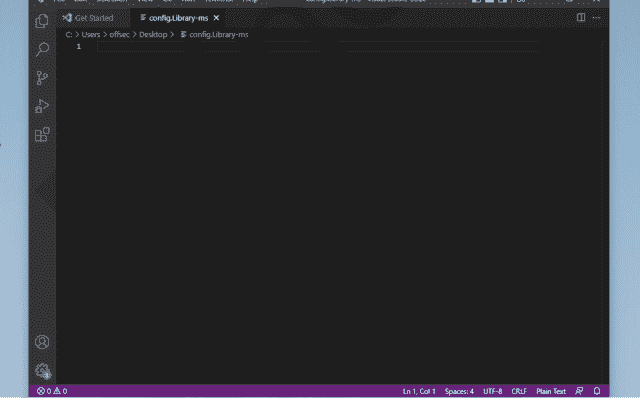 Get Started config.Library-ms
C: > Users > offsec > Desktop > config.Library-ms
1
0 0 Ln 1, Col 1 Spaces: 4 UTF-8 CRLF Plain Text